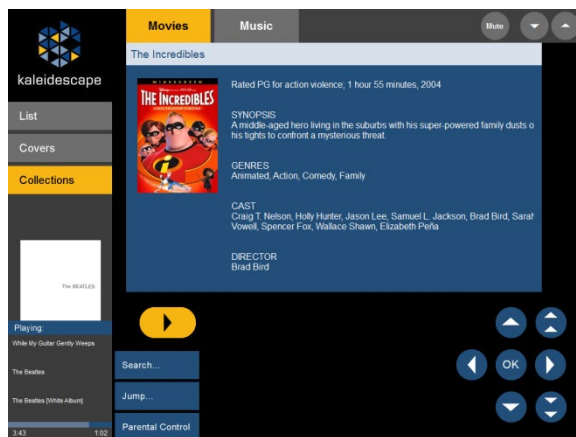 Movies
Music
Mute
kaleidescape
The Incredibles
WIDESCREEN
THE INCREDIBLES
Rated PG for action violence; 1 hour 55 minutes, 2004
SYNOPSIS
A middle-aged hero living in the suburbs with his super-powered family dusts o
his tights to confront a mysterious threat.
GENRES
Animated, Action, Comedy, Family
CAST
Craig T. Nelson, Holly Hunter, Jason Lee, Samuel L. Jackson, Brad Bird, Sarah
Vowell, Spencer Fox, Wallace Shawn, Elizabeth Peña
DIRECTOR
Brad Bird
List
Covers
Collections
The BEATLES
Playing:
While My Guitar Gently Weeps
The Beatles
The Beatles [White Album]
3:43
1:02
Search...
Jump...
Parental Control
OK